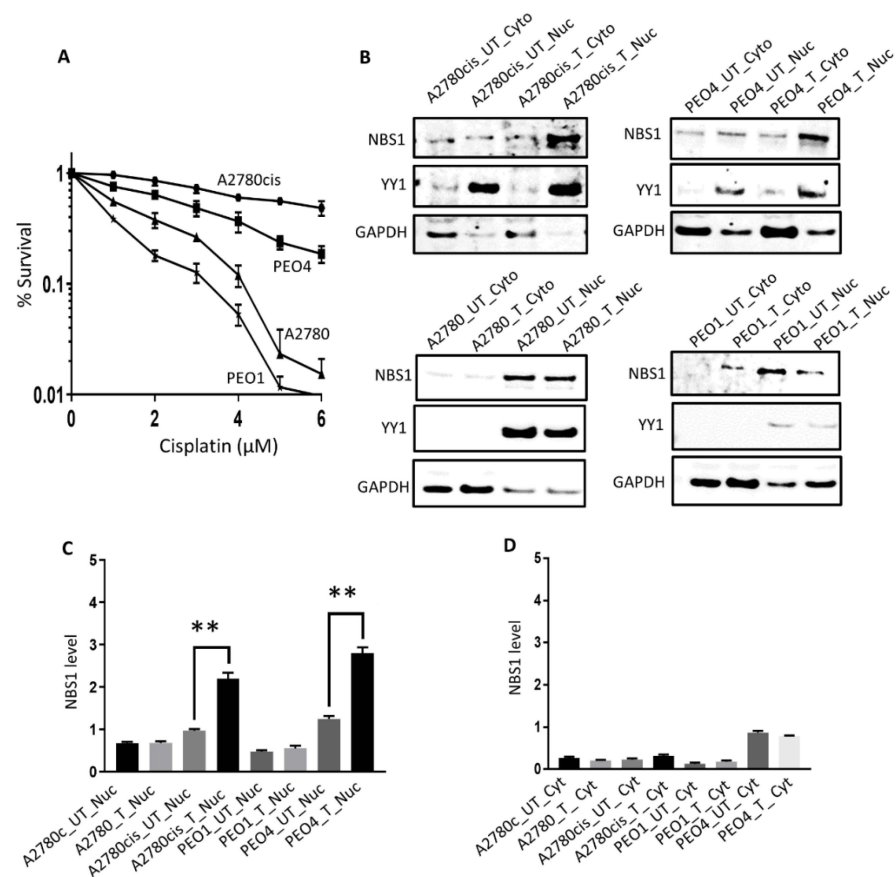 A
1
0.1
0.01
% Survival
A2780cis
PEO4
A2780
PEO1
0
2
4
6
Cisplatin (µM)
B
A2780cis_UT_Cyto
A2780cis_UT_Nuc
A2780cis_T_Cyto
A2780cis_T_Nuc
NBS1
YY1
GAPDH
PEO4_UT_Cyto
PEO4_UT_Nuc
PEO4_T_Cyto
PEO4_T_Nuc
NBS1
YY1
GAPDH
A2780_UT_Cyto
A2780_T_Cyto
A2780_UT_Nuc
A2780_T_Nuc
NBS1
YY1
GAPDH
PEO1_UT_Cyto
PEO1_T_Cyto
PEO1_UT_Nuc
PEO1_T_Nuc
NBS1
YY1
GAPDH
C
5
4
3
2
1
0
NBS1 level
**
**
A2780c_UT_Nuc
A2780_T_Nuc
A2780cis_UT_Nuc
A2780cis_T_Nuc
PEO1_UT_Nuc
PEO1_T_Nuc
PEO4_UT_Nuc
PEO4_T_Nuc
D
5
4
3
2
1
0
NBS1 level
A2780c_UT_Cyt
A2780_T_Cyt
A2780cis_UT_Cyt
A2780cis_T_Cyt
PEO1_UT_Cyt
PEO1_T_Cyt
PEO4_UT_Cyt
PEO4_T_Cyt